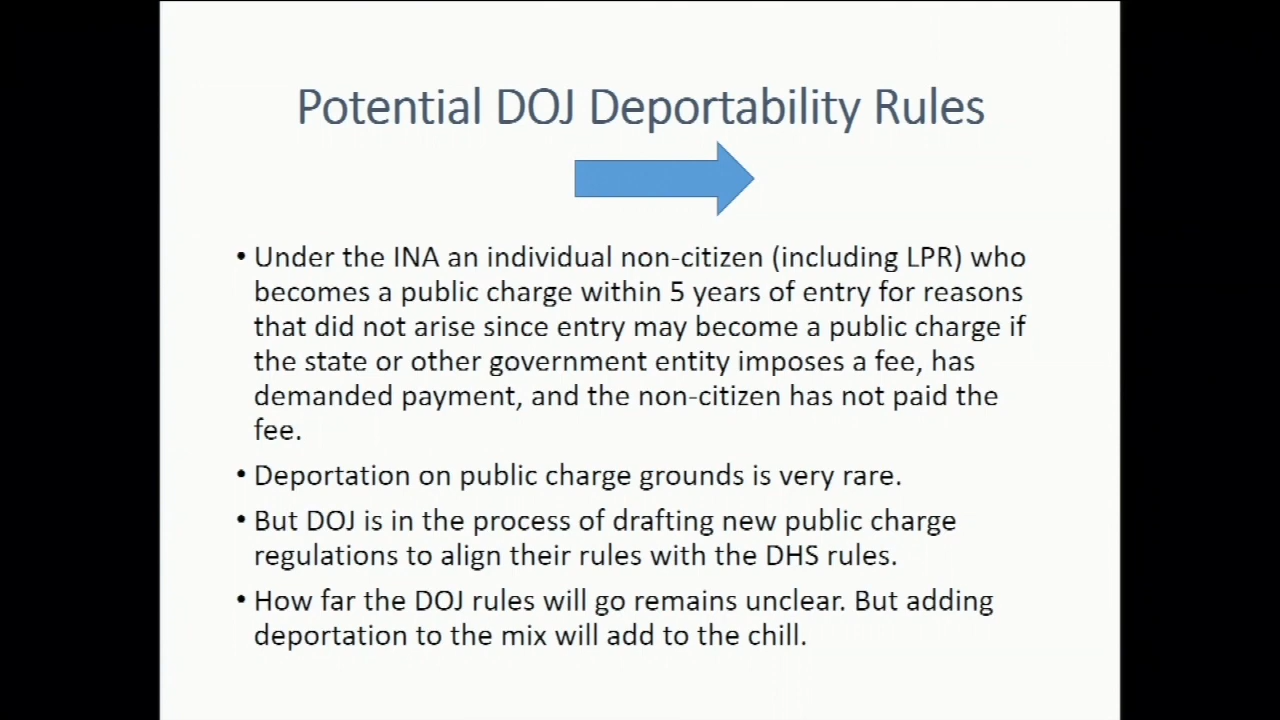 Potential DOJ Deportability Rules
• Under the INA an individual non-citizen (including LPR) who
becomes a public charge within 5 years of entry for reasons
that did not arise since entry may become a public charge if
the state or other government entity imposes a fee, has
demanded payment, and the non-citizen has not paid the
fee.
• Deportation on public charge grounds is very rare.
• But DOJ is in the process of drafting new public charge
regulations to align their rules with the DHS rules.
• How far the DOJ rules will go remains unclear. But adding
deportation to the mix will add to the chill.